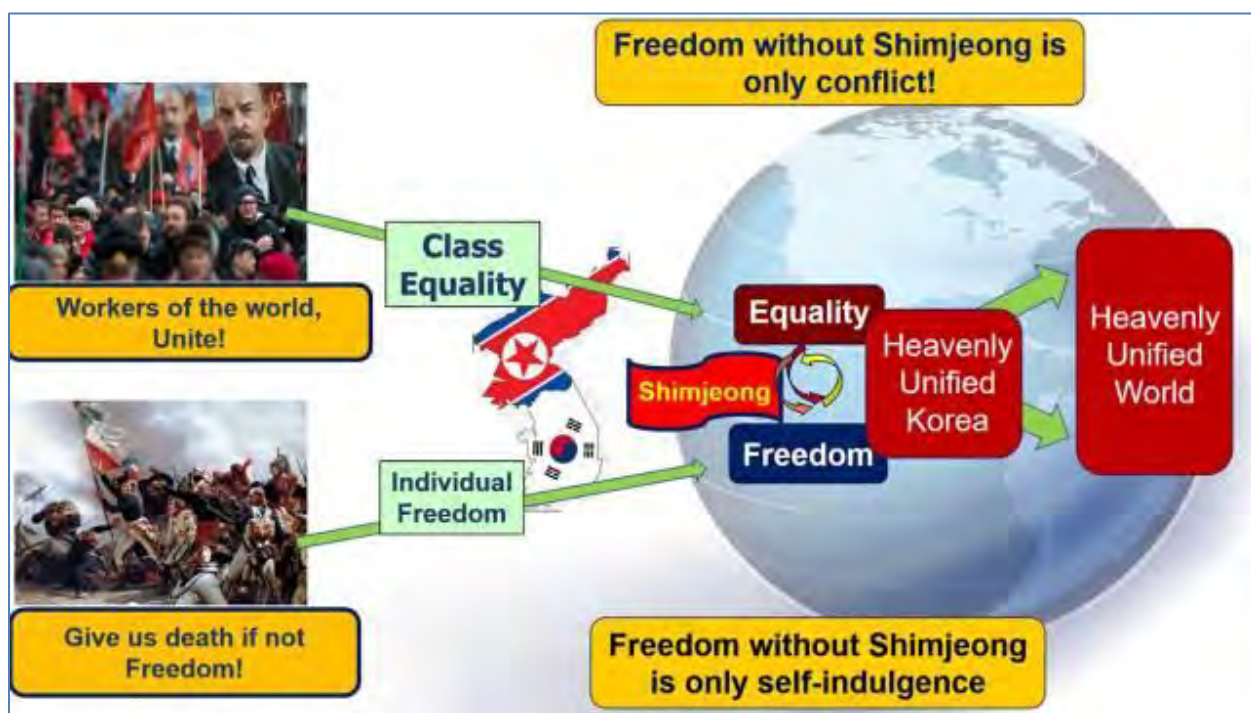 Freedom without Shimjeong is
only conflict!
Workers of the world,
Unite!
Class
Equality
Equality
Shimjeong
Heavenly
Unified
Korea
Heavenly
Unified
World
Freedom
Individual
Freedom
Give us death if not
Freedom!
Freedom without Shimjeong
is only self-indulgence